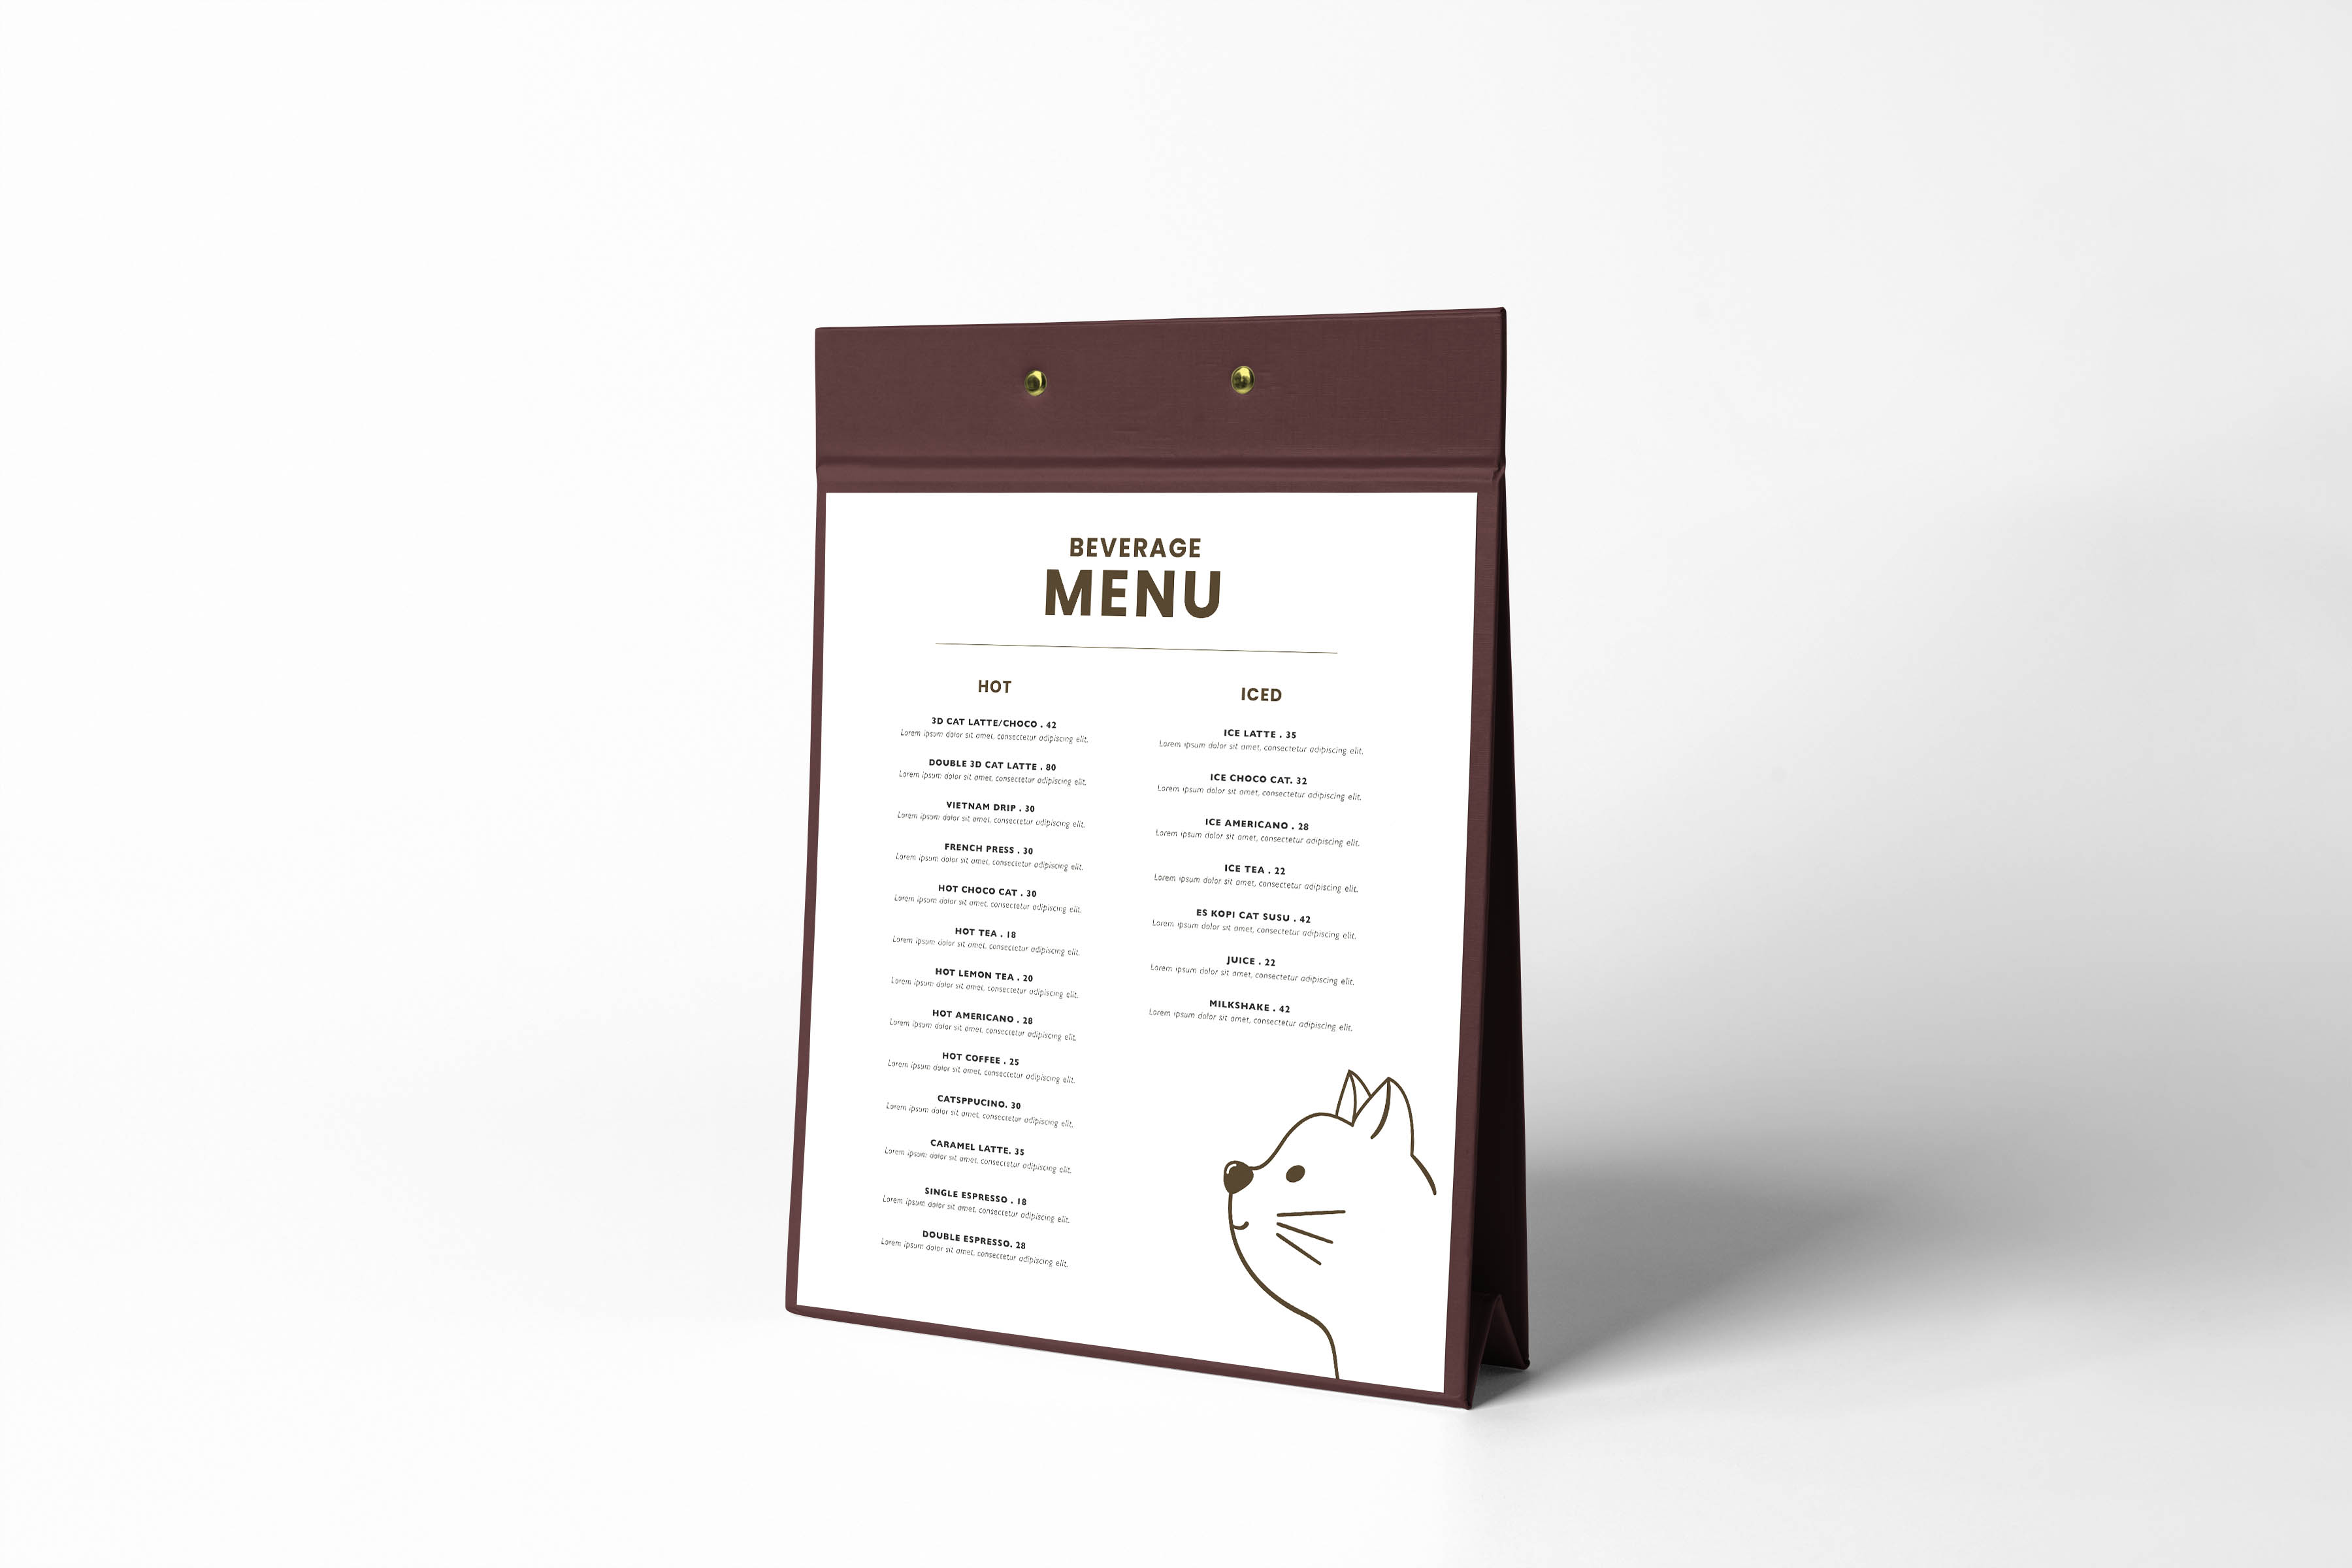 BEVERAGE
MENU
HOT
3D CAT LATTE/CHOCO . 42
Lorem ipsum dolor sit amet, consectetur adipiscing elit.
DOUBLE 3D CAT LATTE . 80
Lorem ipsum dolor sit amet, consectetur adipiscing elit.
VIETNAM DRIP . 30
Lorem ipsum dolor sit amet, consectetur adipiscing elit.
FRENCH PRESS . 30
Lorem ipsum dolor sit amet, consectetur adipiscing elit.
HOT CHOCO CAT . 30
Lorem ipsum dolor sit amet, consectetur adipiscing elit.
HOT TEA . 18
Lorem ipsum dolor sit amet, consectetur adipiscing elit.
HOT LEMON TEA . 20
Lorem ipsum dolor sit amet, consectetur adipiscing elit.
HOT AMERICANO . 28
Lorem ipsum dolor sit amet, consectetur adipiscing elit.
HOT COFFEE . 25
Lorem ipsum dolor sit amet, consectetur adipiscing elit.
CATSPPUCINO. 30
Lorem ipsum dolor sit amet, consectetur adipiscing elit.
CARAMEL LATTE. 35
Lorem ipsum dolor sit amet, consectetur adipiscing elit.
SINGLE ESPRESSO . 18
Lorem ipsum dolor sit amet, consectetur adipiscing elit.
DOUBLE ESPRESSO. 28
Lorem ipsum dolor sit amet, consectetur adipiscing elit.
ICED
ICE LATTE . 35
Lorem ipsum dolor sit amet, consectetur adipiscing elit.
ICE CHOCO CAT. 32
Lorem ipsum dolor sit amet, consectetur adipiscing elit.
ICE AMERICANO . 28
Lorem ipsum dolor sit amet, consectetur adipiscing elit.
ICE TEA . 22
Lorem ipsum dolor sit amet, consectetur adipiscing elit.
ES KOPI CAT SUSU . 42
Lorem ipsum dolor sit amet, consectetur adipiscing elit.
JUICE . 22
Lorem ipsum dolor sit amet, consectetur adipiscing elit.
MILKSHAKE . 42
Lorem ipsum dolor sit amet, consectetur adipiscing elit.